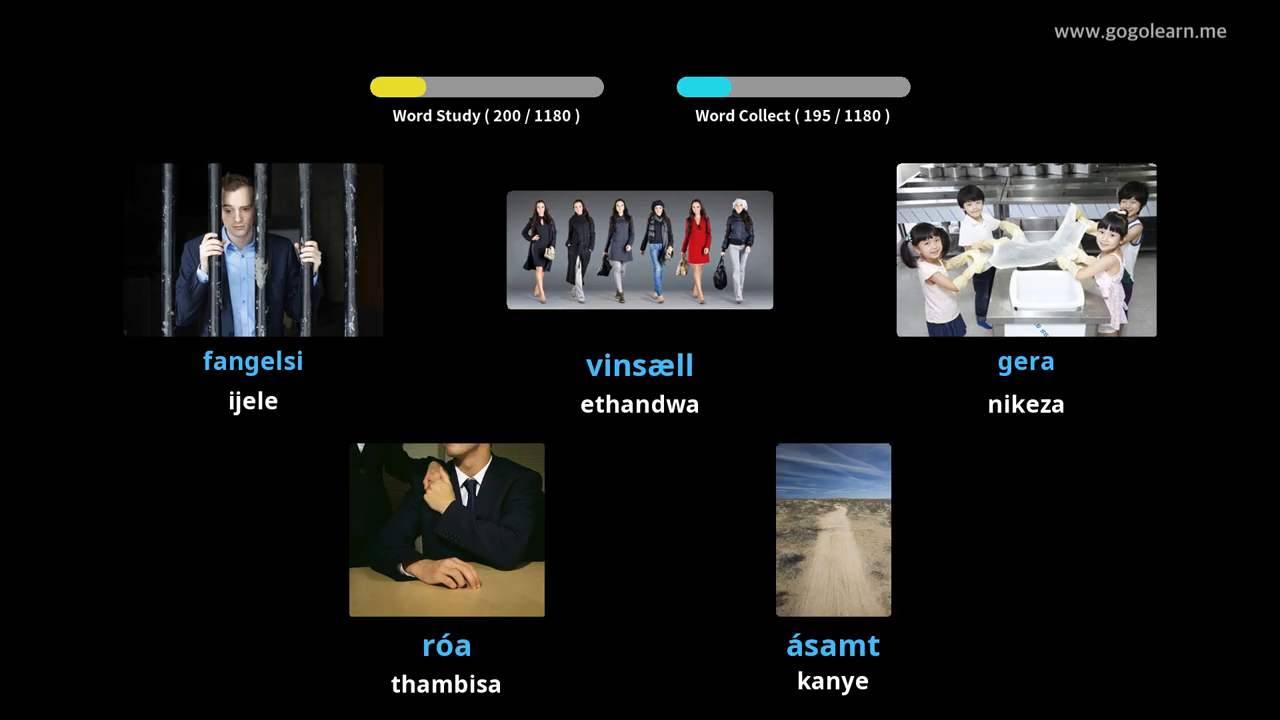 www.gogolearn.me
Word Study ( 200 / 1180 )
Word Collect ( 195 / 1180 )
fangelsi
ijele
vinsæll
ethandwa
gera
nikeza
róa
thambisa
ásamt
kanye